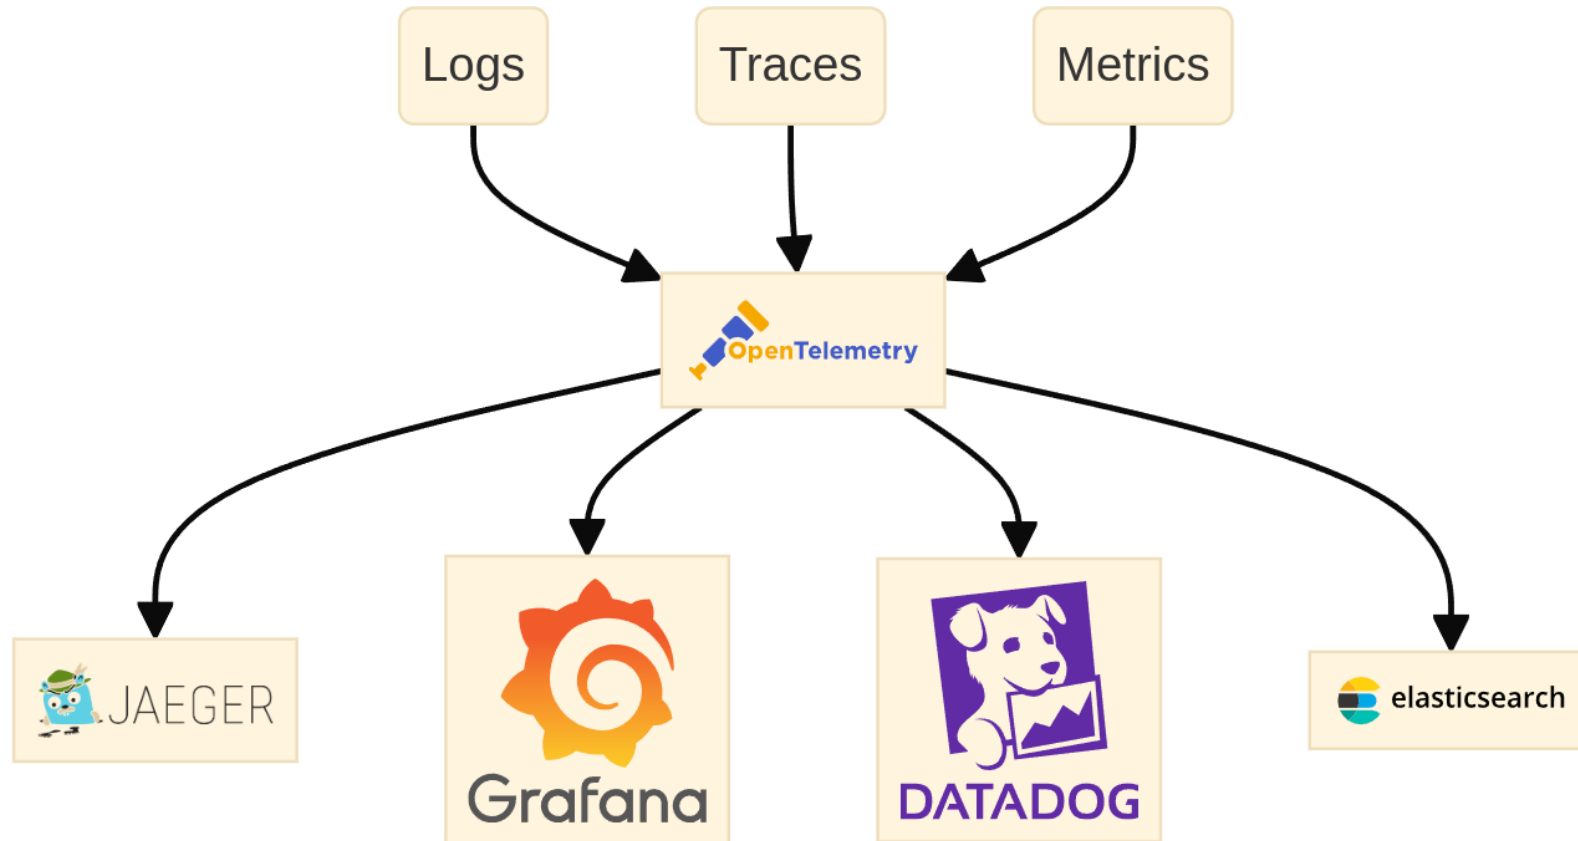 Logs
Traces
Metrics
OpenTelemetry
JAEGER
Grafana
DATADOG
elasticsearch